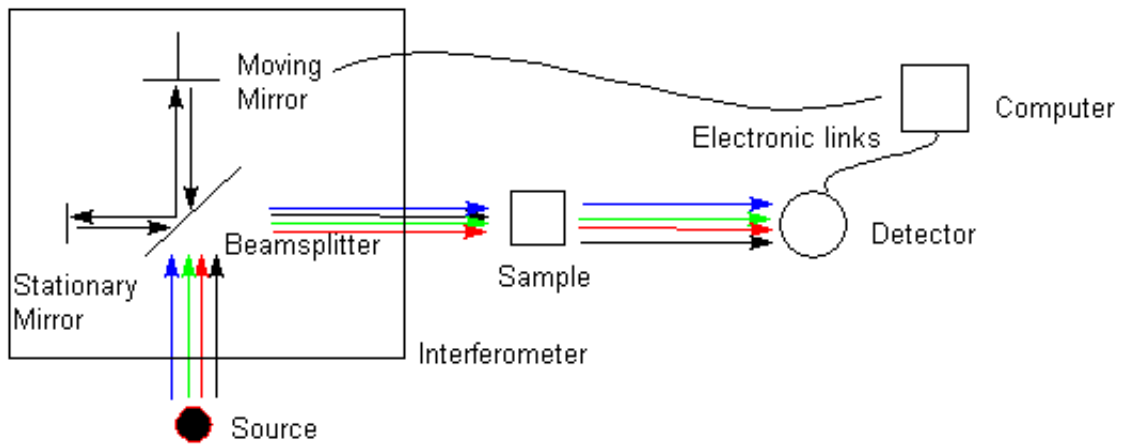 Moving
Mirror
Computer
Electronic links
Beamsplitter
Detector
Sample
Stationary
Mirror
Interferometer
Source